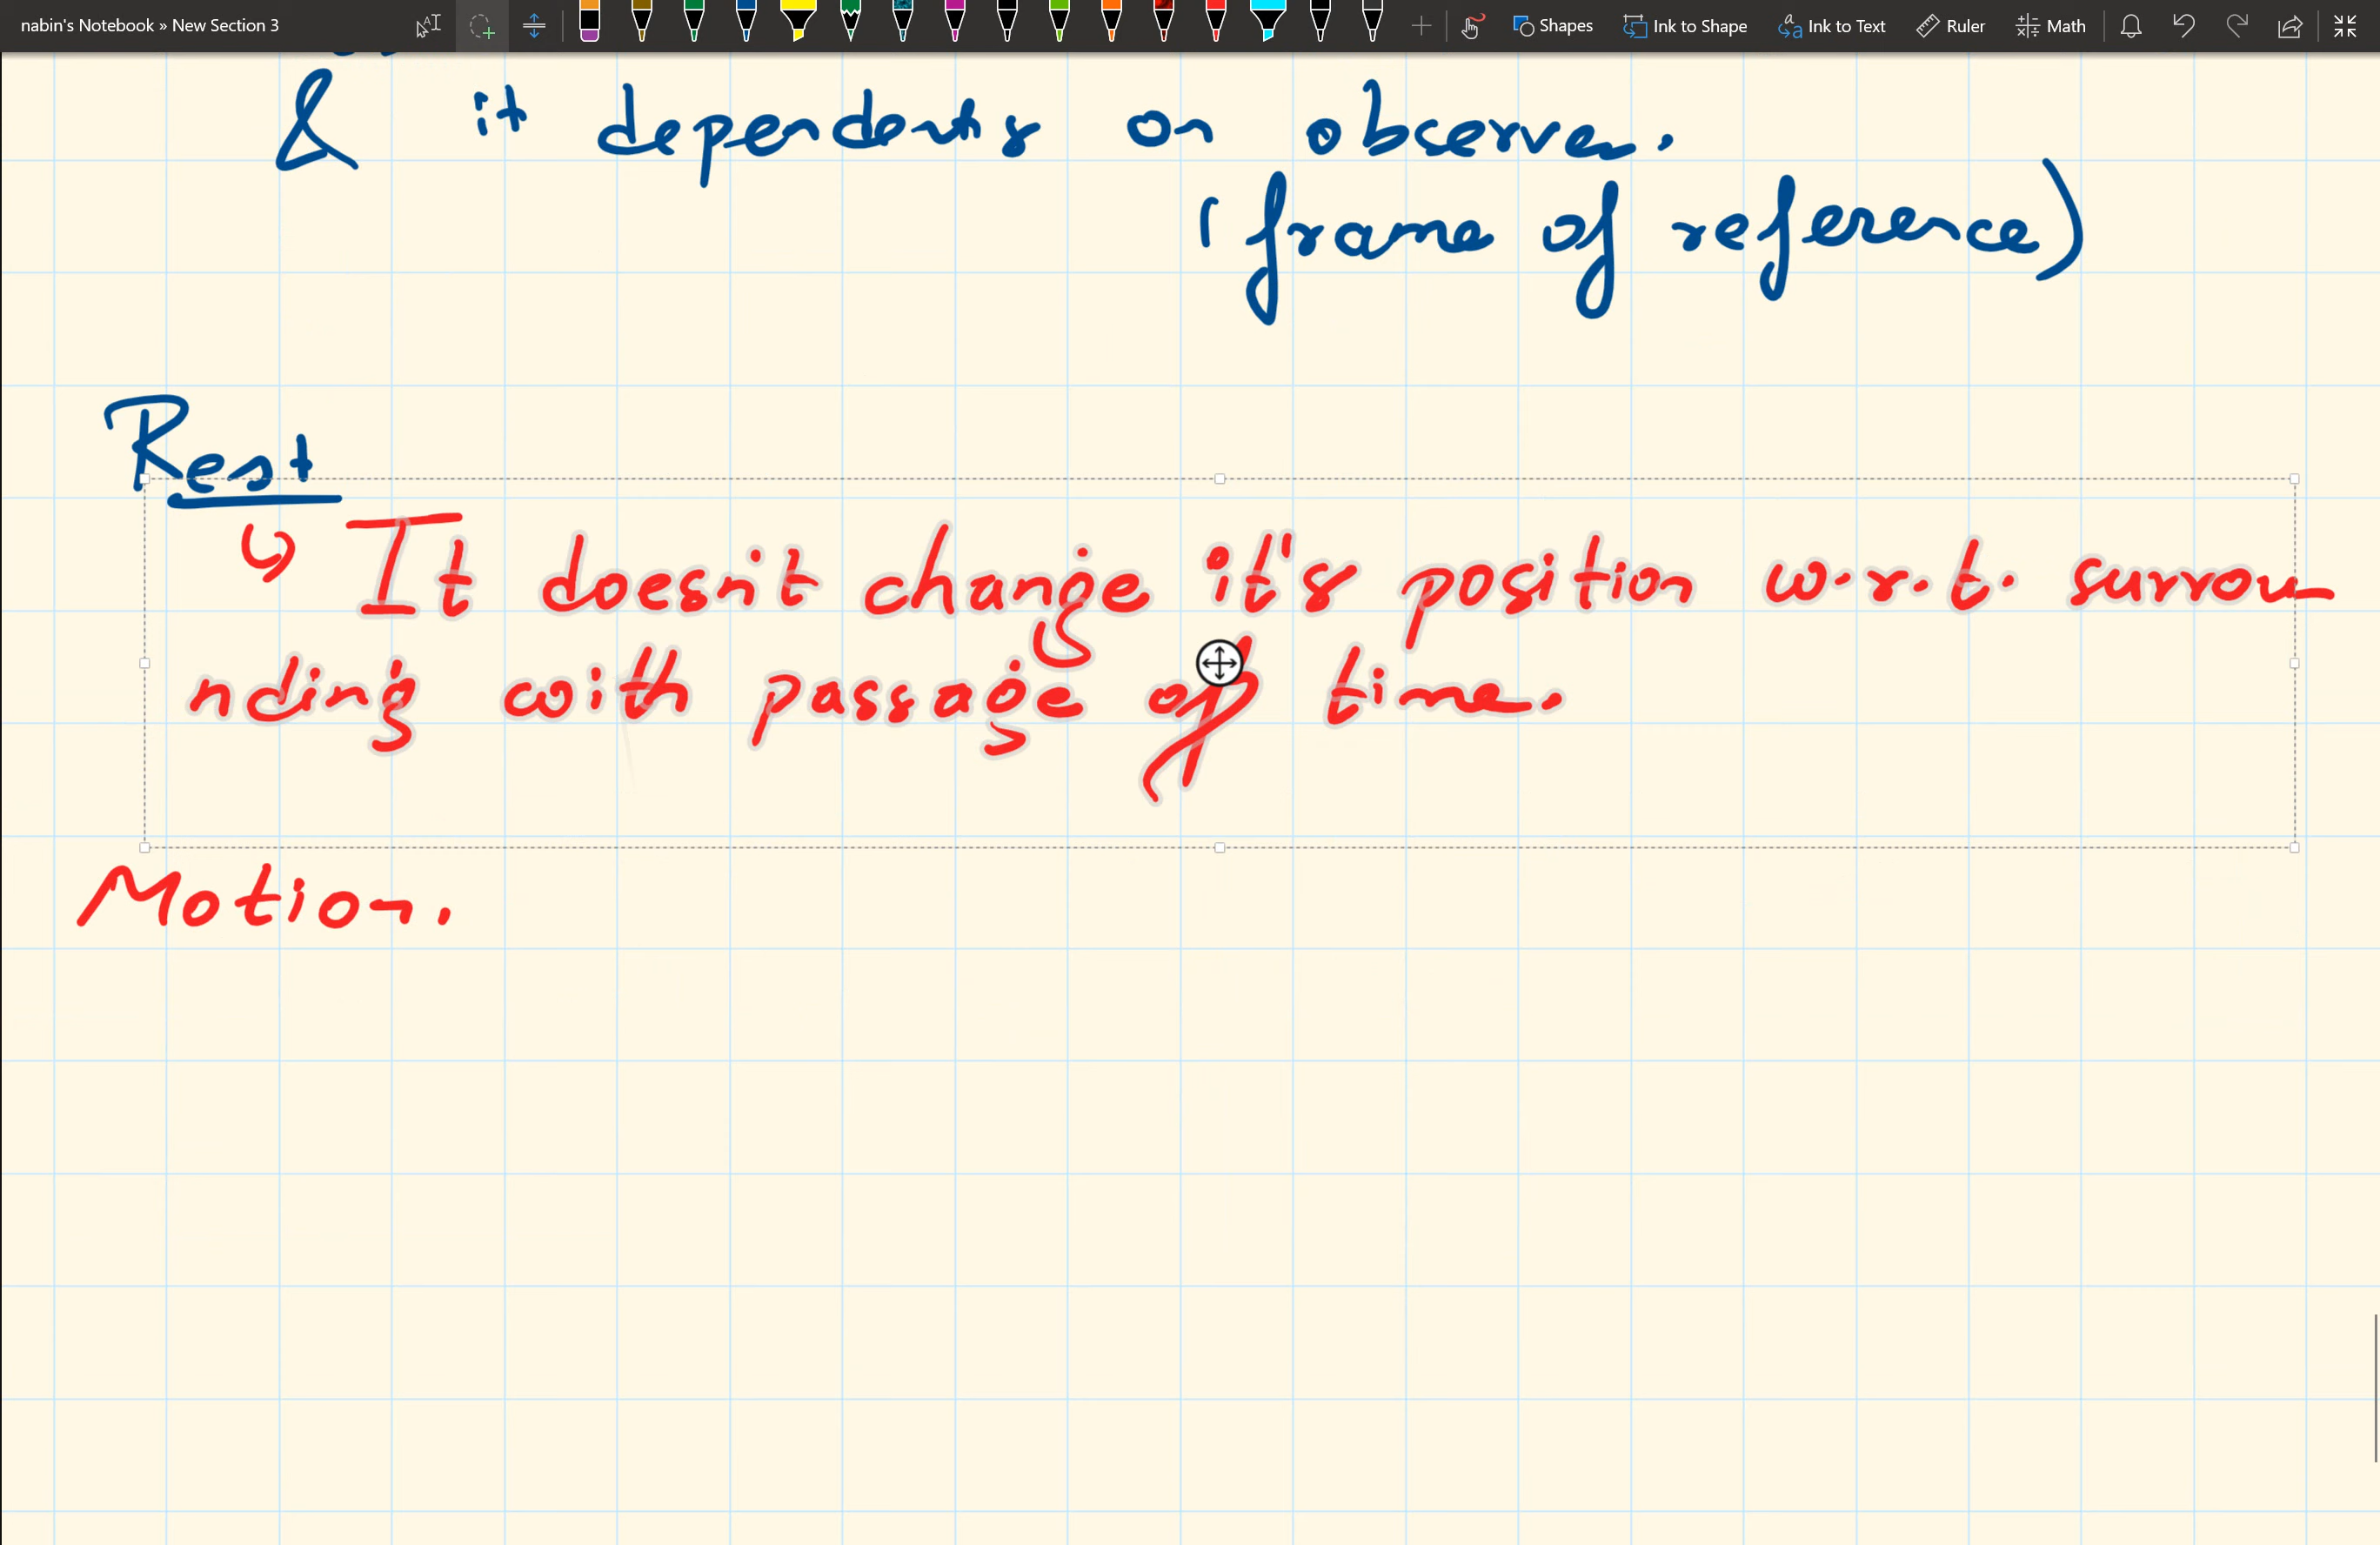 nabin's Notebook » New Section 3
Shapes Ink to Shape Ink to Text Ruler Math
& it dependents on observer.
(frame of reference)
Rest
↳ It doesn't change it's position w.r.t. surrou
nding with passage of time.
Motion.